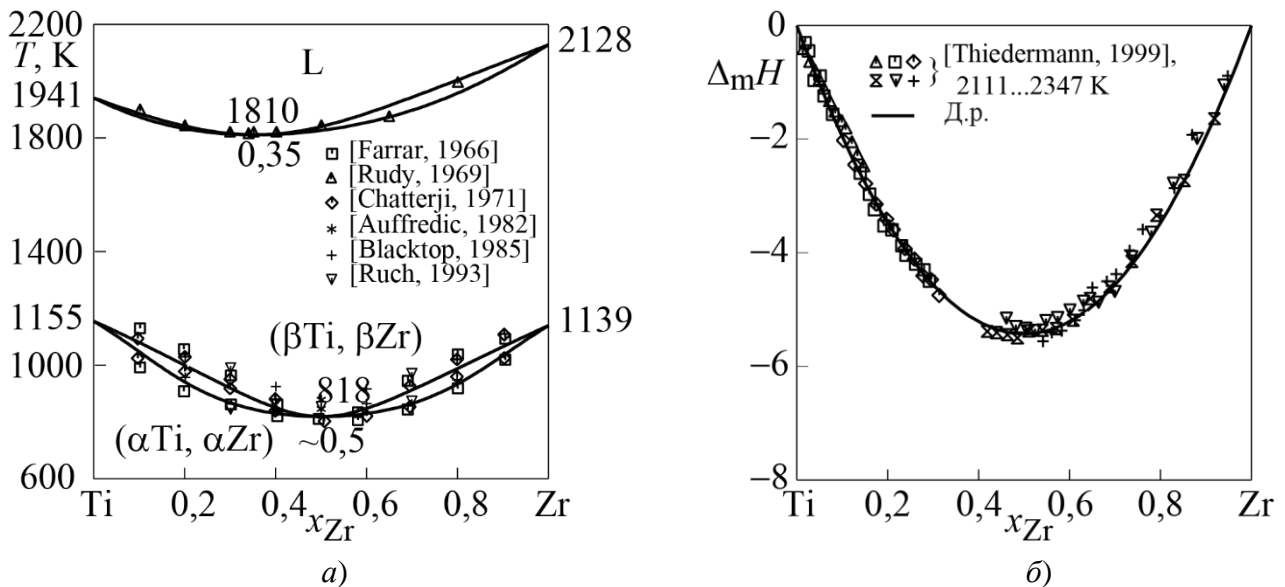 2200
T, K
1941
1800
1400
1155
1000
600
L
1810
0,35
2128
[Farrar, 1966]
[Rudy, 1969]
[Chatterji, 1971]
[Auffredic, 1982]
[Blacktop, 1985]
[Ruch, 1993]
(βTi, βZr)
1139
818
(αTi, αZr)
~0,5
Ti
0,2
0,4
0,6
0,8
Zr
xZr
а)
0
ΔmH
−2
−4
−6
−8
[Thiedermann, 1999],
2111...2347 K
Д.р.
Ti
0,2
0,4
0,6
0,8
Zr
xZr
б)